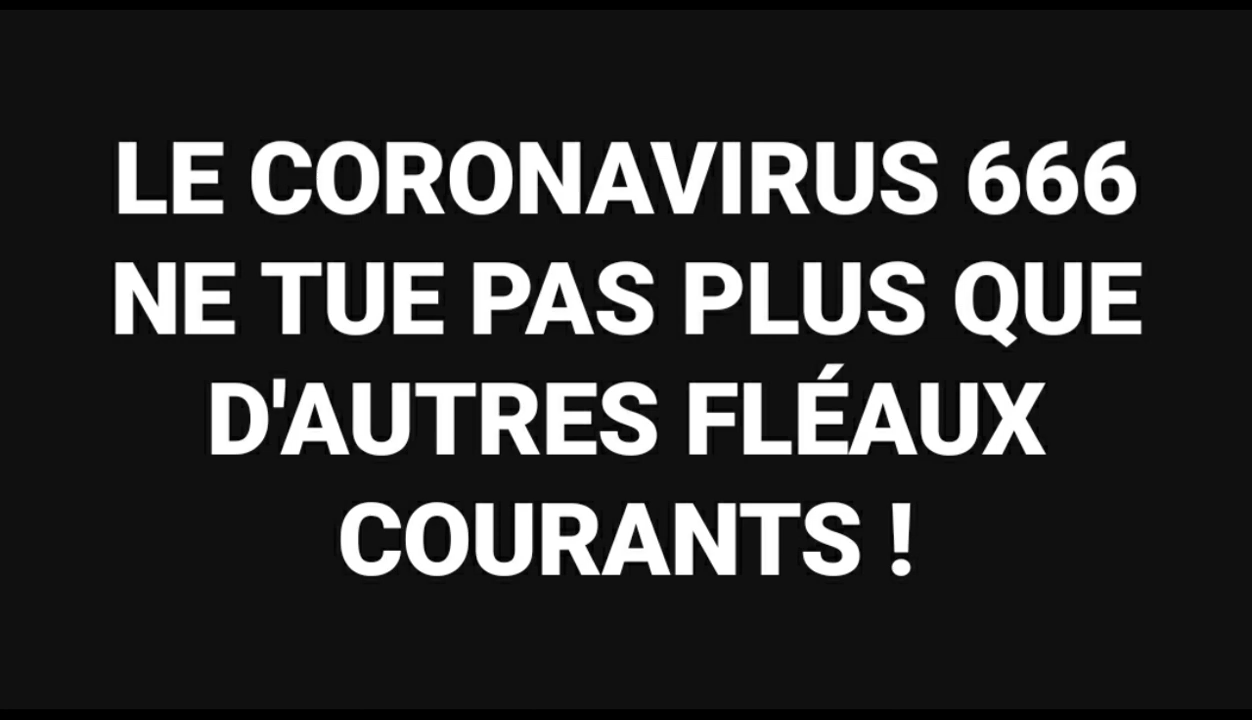 LE CORONAVIRUS 666
NE TUE PAS PLUS QUE
D'AUTRES FLÉAUX
COURANTS !